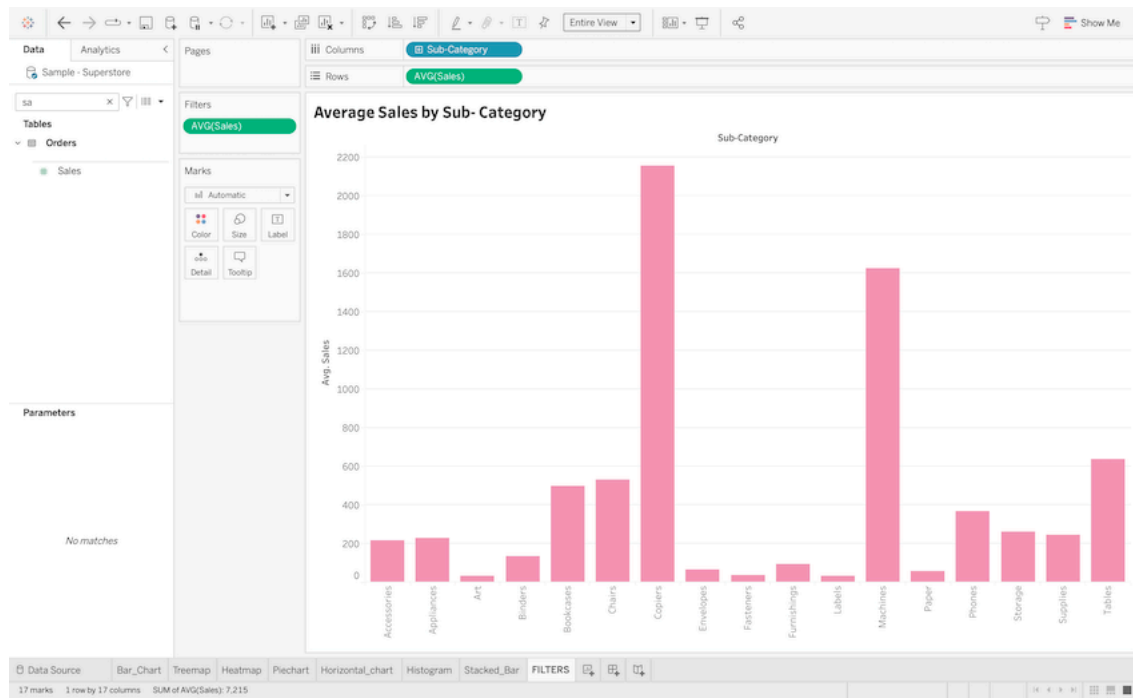 Entire View
Show Me
Data
Analytics
Sample - Superstore
sa
Tables
Orders
Sales
Parameters
No matches
Pages
Filters
AVG(Sales)
Marks
Automatic
Color
Size
Label
Detail
Tooltip
Columns
Sub-Category
Rows
AVG(Sales)
Average Sales by Sub- Category
Sub-Category
Avg. Sales
2200
2000
1800
1600
1400
1200
1000
800
600
400
200
0
Accessories
Appliances
Art
Binders
Bookcases
Chairs
Copiers
Envelopes
Fasteners
Furnishings
Labels
Machines
Paper
Phones
Storage
Supplies
Tables
Data Source
Bar_Chart
Treemap
Heatmap
Piechart
Horizontal_chart
Histogram
Stacked_Bar
FILTERS
17 marks
1 row by 17 columns
SUM of AVG(Sales): 7,215